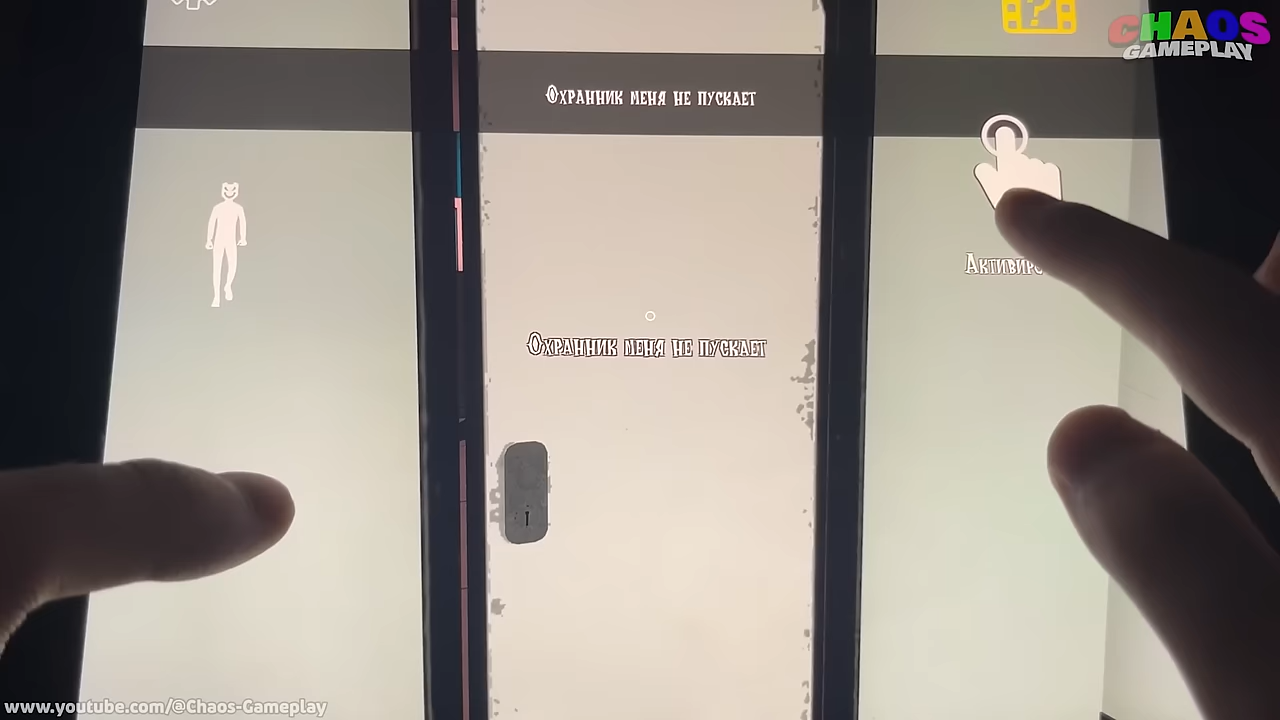 CHAOS
GAMEPLAY
Охранник меня не пускает
Охранник меня не пускает
www.youtube.com/@Chaos-Gameplay